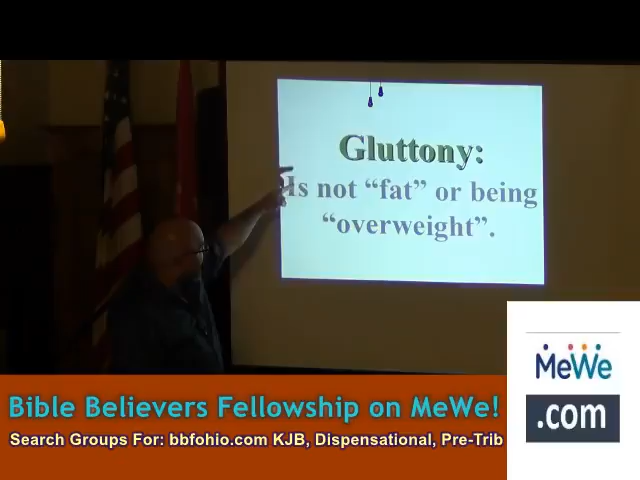 Gluttony:
Is not “fat” or being
“overweight”.
MeWe
.com
Bible Believers Fellowship on MeWe!
Search Groups For: bbfohio.com KJB, Dispensational, Pre-Trib